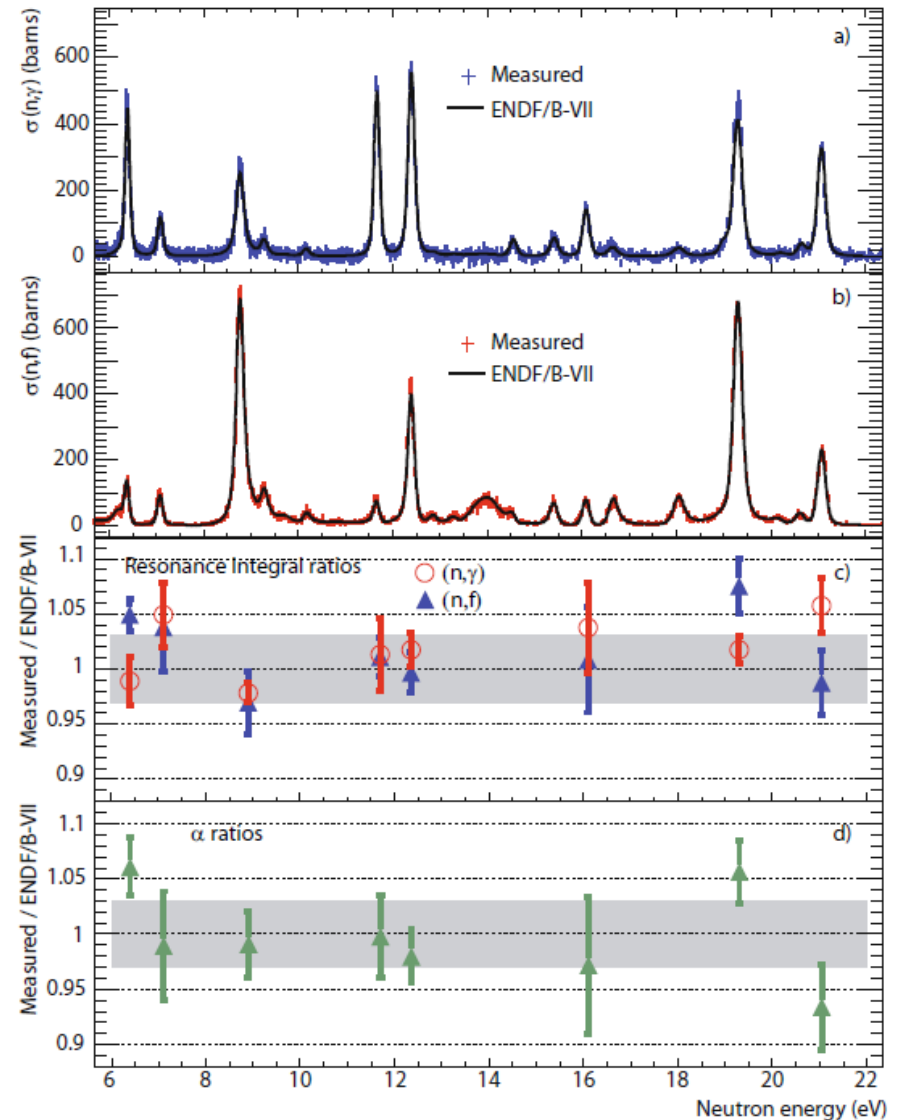 a)
σ(n,γ) (barns)
600
400
200
0
Measured
ENDF/B-VII
b)
σ(n,f) (barns)
600
400
200
0
Measured
ENDF/B-VII
c)
Measured / ENDF/B-VII
1.1
1.05
1
0.95
0.9
Resonance Integral ratios
(n,γ)
(n,f)
d)
Measured / ENDF/B-VII
1.1
1.05
1
0.95
0.9
α ratios
6 8 10 12 14 16 18 20 22
Neutron energy (eV)